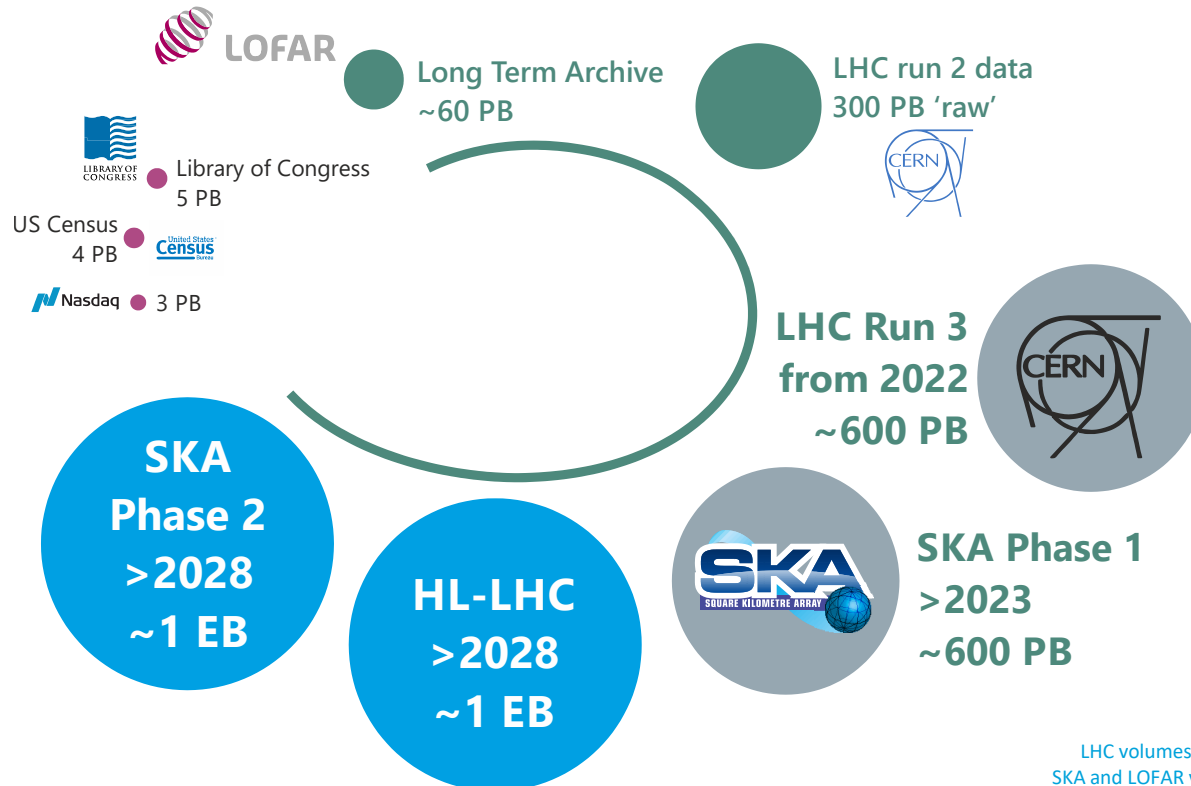 LOFAR
Long Term Archive
~60 PB
LHC run 2 data
300 PB ‘raw’
CERN
LIBRARY OF
CONGRESS
Library of Congress
5 PB
US Census
4 PB
United States
Census
Bureau
Nasdaq
3 PB
LHC Run 3
from 2022
~600 PB
CERN
SKA
Phase 2
>2028
~1 EB
HL-LHC
>2028
~1 EB
SKA
SQUARE KILOMETRE ARRAY
SKA Phase 1
>2023
~600 PB
LHC volumes
SKA and LOFAR